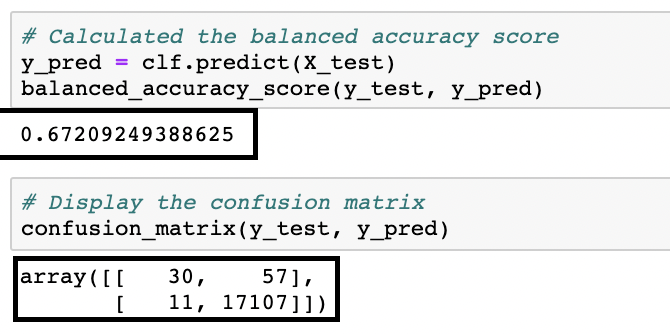 # Calculated the balanced accuracy score
y_pred = clf.predict(X_test)
balanced_accuracy_score(y_test, y_pred)
0.67209249388625
# Display the confusion matrix
confusion_matrix(y_test, y_pred)
array([[   30,    57],
       [   11, 17107]])